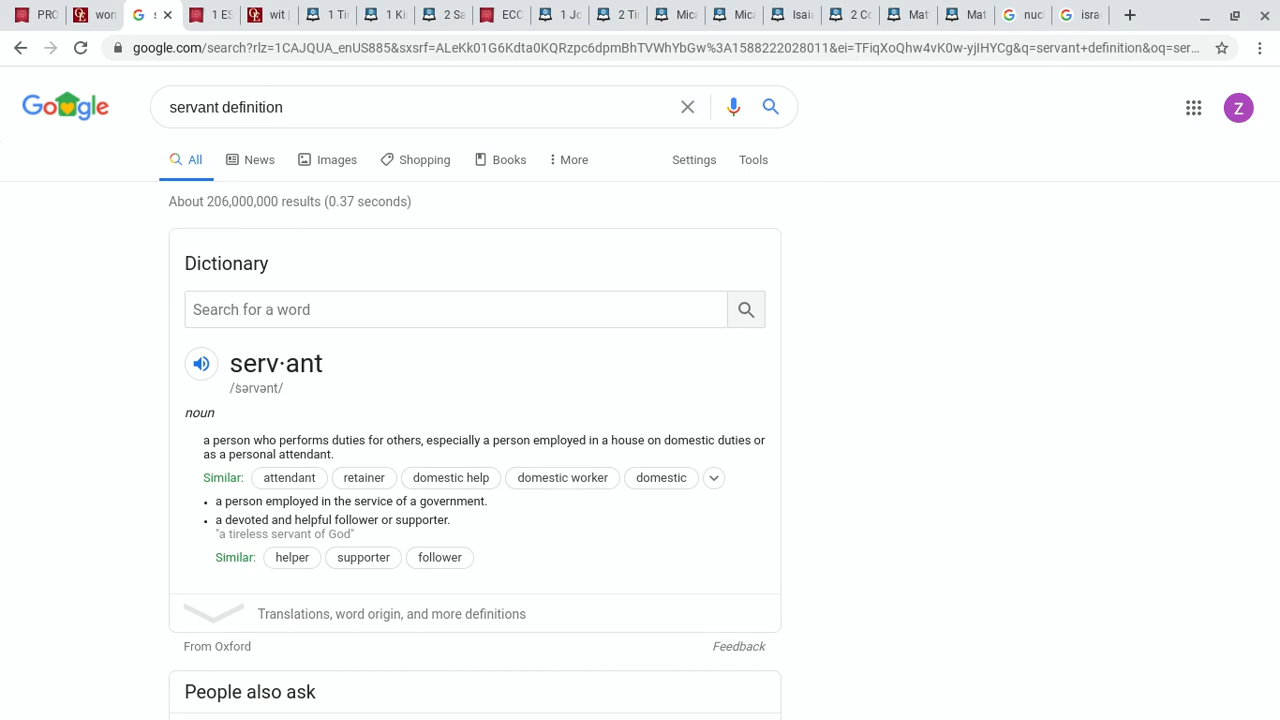 PRO
won
s
1 ES
wit
1 Ti
1 Ki
2 Sa
ECC
1 Jo
2 Ti
Mica
Mica
Isaia
2 Co
Mat
Mat
nucl
isra
google.com/search?rlz=1CAJQUA_enUS885&sxsrf=ALeKk01G6Kdta0KQRzpc6dpmBhTVWhYbGw%3A1588222028011&ei=TFiqXoQhw4vK0w-yjIHYCg&q=servant+definition&oq=ser...
Google
servant definition
Z
All
News
Images
Shopping
Books
More
Settings
Tools
About 206,000,000 results (0.37 seconds)
Dictionary
Search for a word
serv·ant
/ˈsərvənt/
noun
a person who performs duties for others, especially a person employed in a house on domestic duties or
as a personal attendant.
Similar: attendant retainer domestic help domestic worker domestic
• a person employed in the service of a government.
• a devoted and helpful follower or supporter.
"a tireless servant of God"
Similar: helper supporter follower
Translations, word origin, and more definitions
From Oxford
Feedback
People also ask